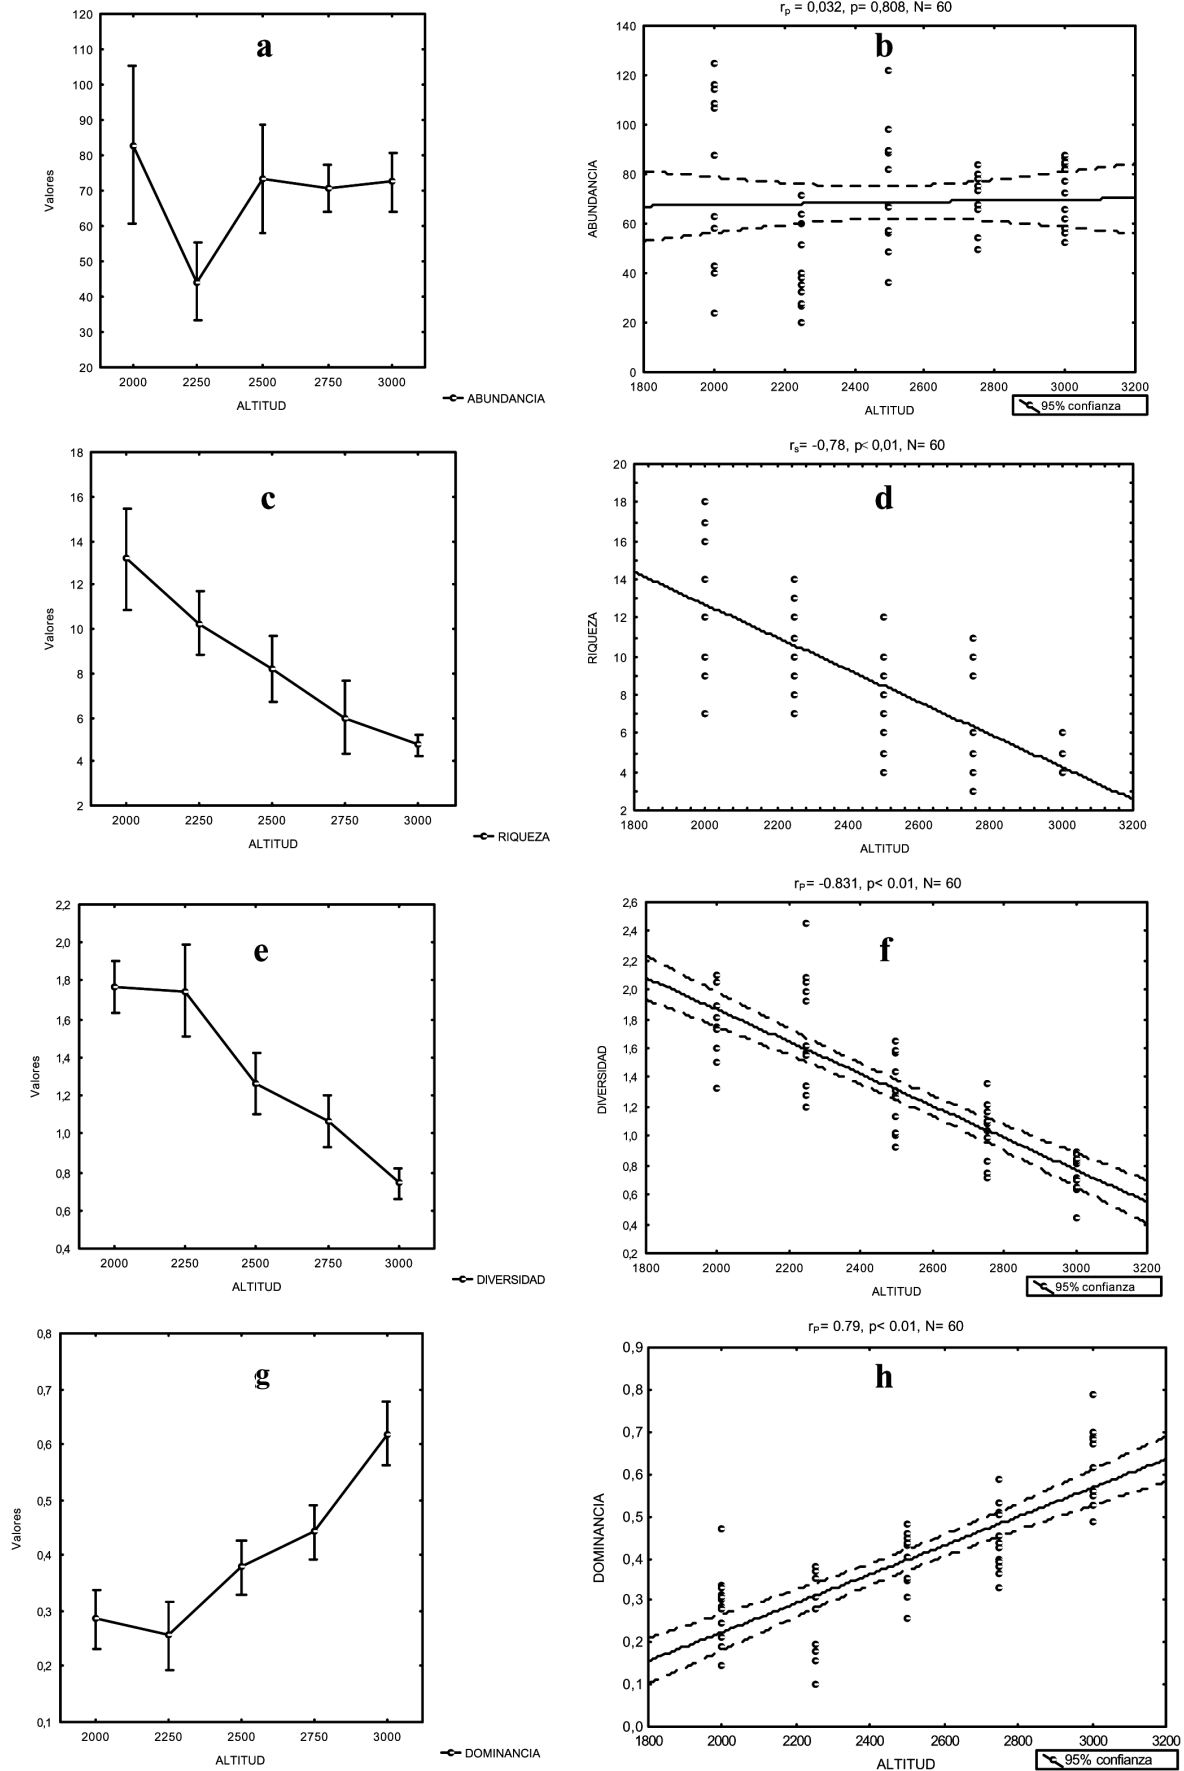 a
120
110
100
90
80
70
60
50
40
30
20
Valores
2000 2250 2500 2750 3000
ALTITUD
ABUNDANCIA
rp = 0,032, p= 0,808, N= 60
b
140
120
100
80
60
40
20
0
ABUNDANCIA
1800 2000 2200 2400 2600 2800 3000 3200
ALTITUD
95% confianza
c
18
16
14
12
10
8
6
4
2
Valores
2000 2250 2500 2750 3000
ALTITUD
RIQUEZA
rs= -0,78, p< 0,01, N= 60
d
20
18
16
14
12
10
8
6
4
2
RIQUEZA
1800 2000 2200 2400 2600 2800 3000 3200
ALTITUD
e
2,2
2,0
1,8
1,6
1,4
1,2
1,0
0,8
0,6
0,4
Valores
2000 2250 2500 2750 3000
ALTITUD
DIVERSIDAD
rP= -0.831, p< 0.01, N= 60
f
2,6
2,4
2,2
2,0
1,8
1,6
1,4
1,2
1,0
0,8
0,6
0,4
0,2
DIVERSIDAD
1800 2000 2200 2400 2600 2800 3000 3200
ALTITUD
95% confianza
g
0,8
0,7
0,6
0,5
0,4
0,3
0,2
0,1
Valores
2000 2250 2500 2750 3000
ALTITUD
DOMINANCIA
rP= 0.79, p< 0.01, N= 60
h
0,9
0,8
0,7
0,6
0,5
0,4
0,3
0,2
0,1
0,0
DOMINANCIA
1800 2000 2200 2400 2600 2800 3000 3200
ALTITUD
95% confianza